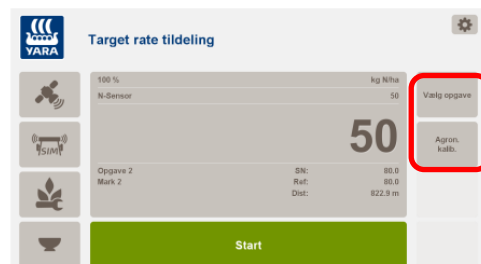 YARA
Target rate tildeling
100 % kg N/ha
N-Sensor 50
Vælg opgave
50
SIM
Agron.
kalib.
Opgave 2 SN: 80,0
Mark 2 Ref: 80.0
Dist: 822.9 m
Start